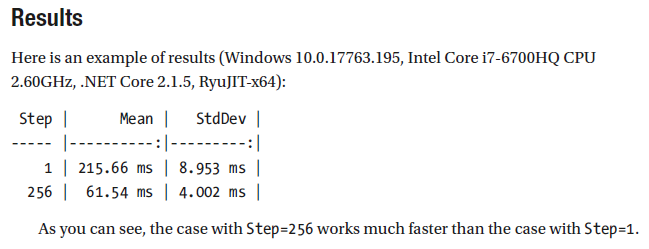 Results
Here is an example of results (Windows 10.0.17763.195, Intel Core i7-6700HQ CPU
2.60GHz, .NET Core 2.1.5, RyuJIT-x64):
Step | Mean | StdDev |
----- |----------:|---------:|
1 | 215.66 ms | 8.953 ms |
256 | 61.54 ms | 4.002 ms |
As you can see, the case with Step=256 works much faster than the case with Step=1.